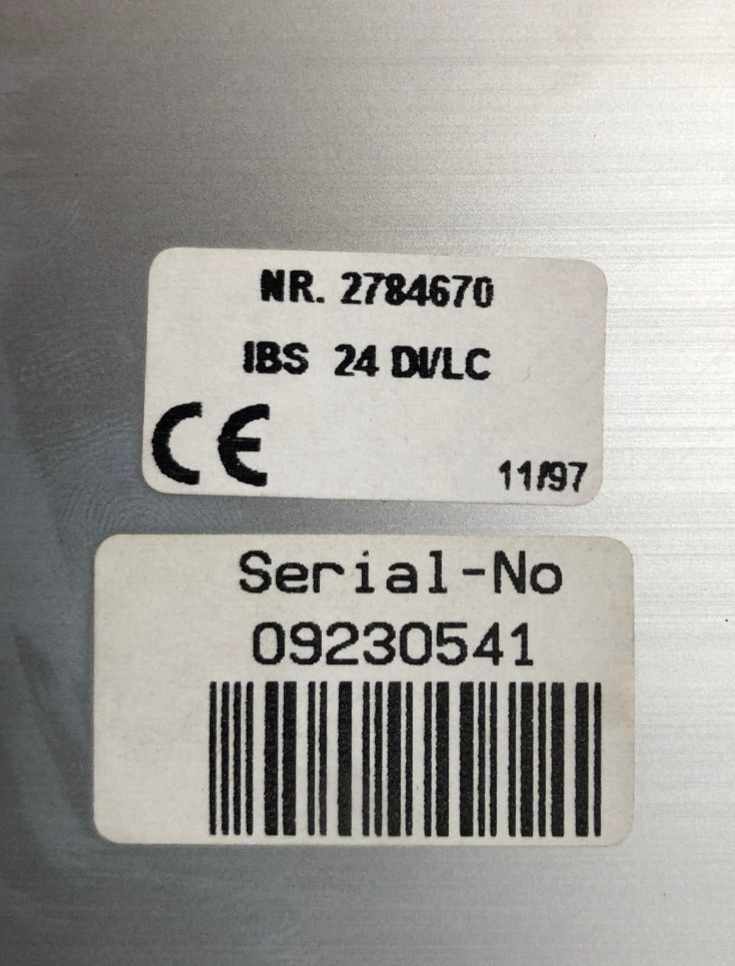 NR. 2784670
IBS 24 DI/LC
CE
11/97
Serial-No
09230541